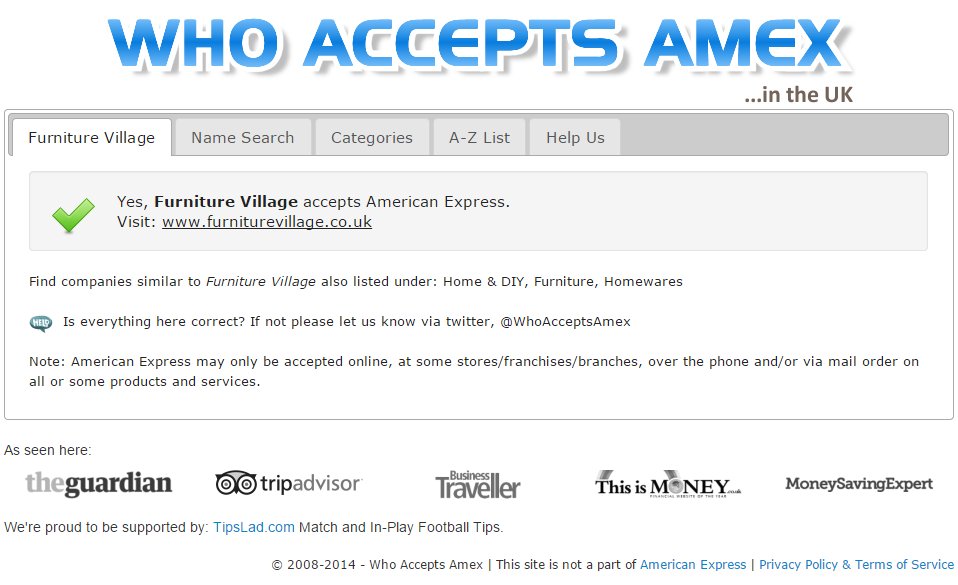 WHO ACCEPTS AMEX
...in the UK
Furniture Village Name Search Categories A-Z List Help Us
Yes, Furniture Village accepts American Express.
Visit: www.furniturevillage.co.uk
Find companies similar to Furniture Village also listed under: Home & DIY, Furniture, Homewares
HELP Is everything here correct? If not please let us know via twitter, @WhoAcceptsAmex
Note: American Express may only be accepted online, at some stores/franchises/branches, over the phone and/or via mail order on
all or some products and services.
As seen here:
theguardian tripadvisor Business Traveller This is MONEY.co.uk FINANCIAL WEBSITE OF THE YEAR MoneySavingExpert
We're proud to be supported by: TipsLad.com Match and In-Play Football Tips.
© 2008-2014 - Who Accepts Amex | This site is not a part of American Express | Privacy Policy & Terms of Service